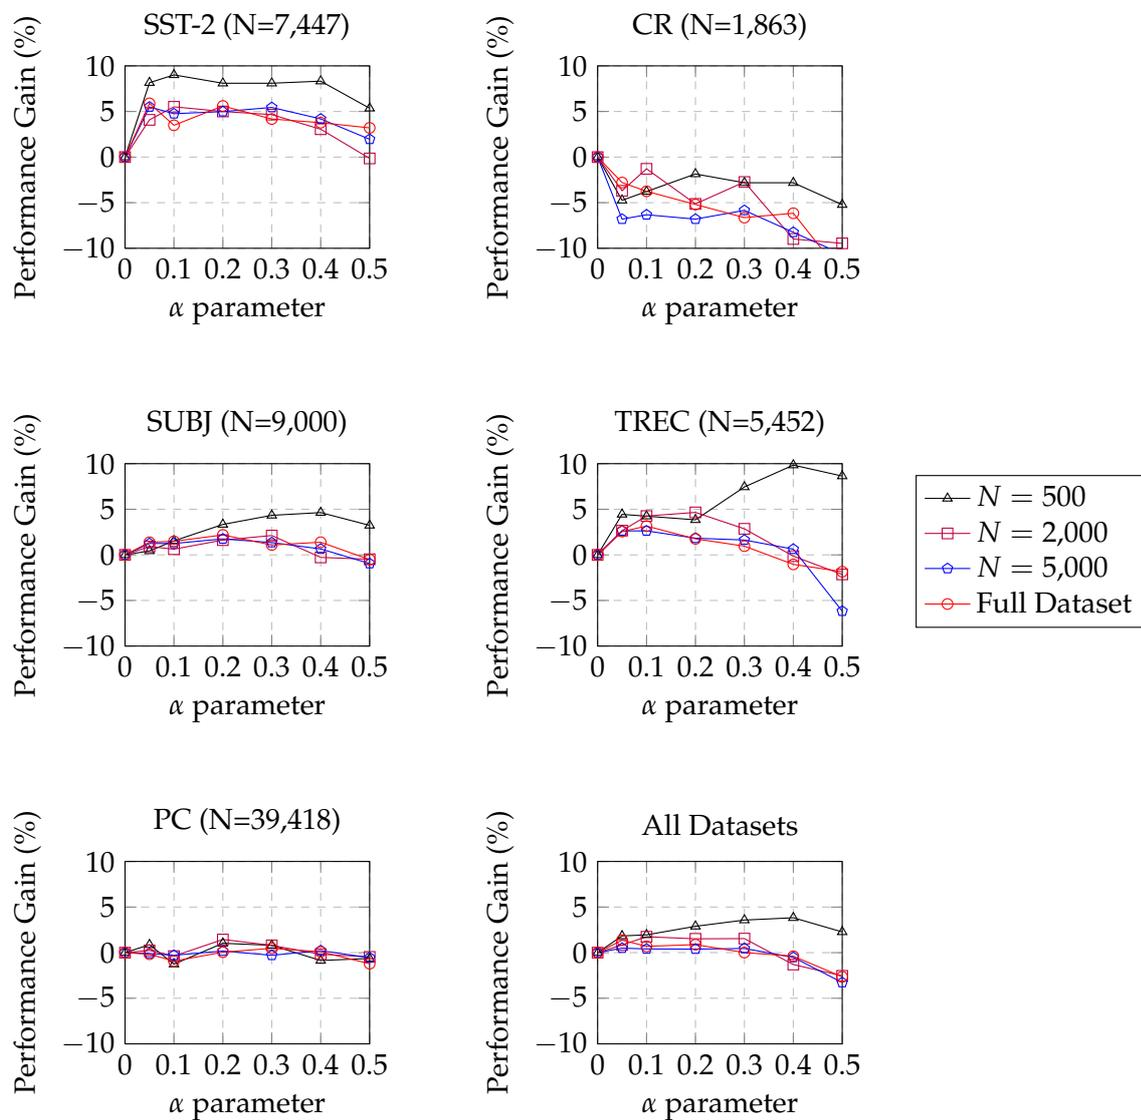 SST-2 (N=7,447)
Performance Gain (%)
10
5
0
−5
−10
0 0.1 0.2 0.3 0.4 0.5
α parameter
CR (N=1,863)
Performance Gain (%)
10
5
0
−5
−10
0 0.1 0.2 0.3 0.4 0.5
α parameter
SUBJ (N=9,000)
Performance Gain (%)
10
5
0
−5
−10
0 0.1 0.2 0.3 0.4 0.5
α parameter
TREC (N=5,452)
Performance Gain (%)
10
5
0
−5
−10
0 0.1 0.2 0.3 0.4 0.5
α parameter
N = 500
N = 2,000
N = 5,000
Full Dataset
PC (N=39,418)
Performance Gain (%)
10
5
0
−5
−10
0 0.1 0.2 0.3 0.4 0.5
α parameter
All Datasets
Performance Gain (%)
10
5
0
−5
−10
0 0.1 0.2 0.3 0.4 0.5
α parameter